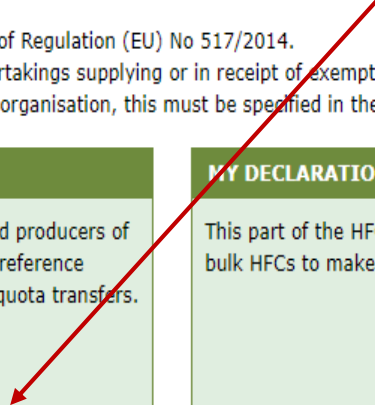 of Regulation (EU) No 517/2014.
rtakings supplying or in receipt of exempt
organisation, this must be specified in the
MY DECLARATIO
d producers of
reference
quota transfers.
This part of the HF
bulk HFCs to make